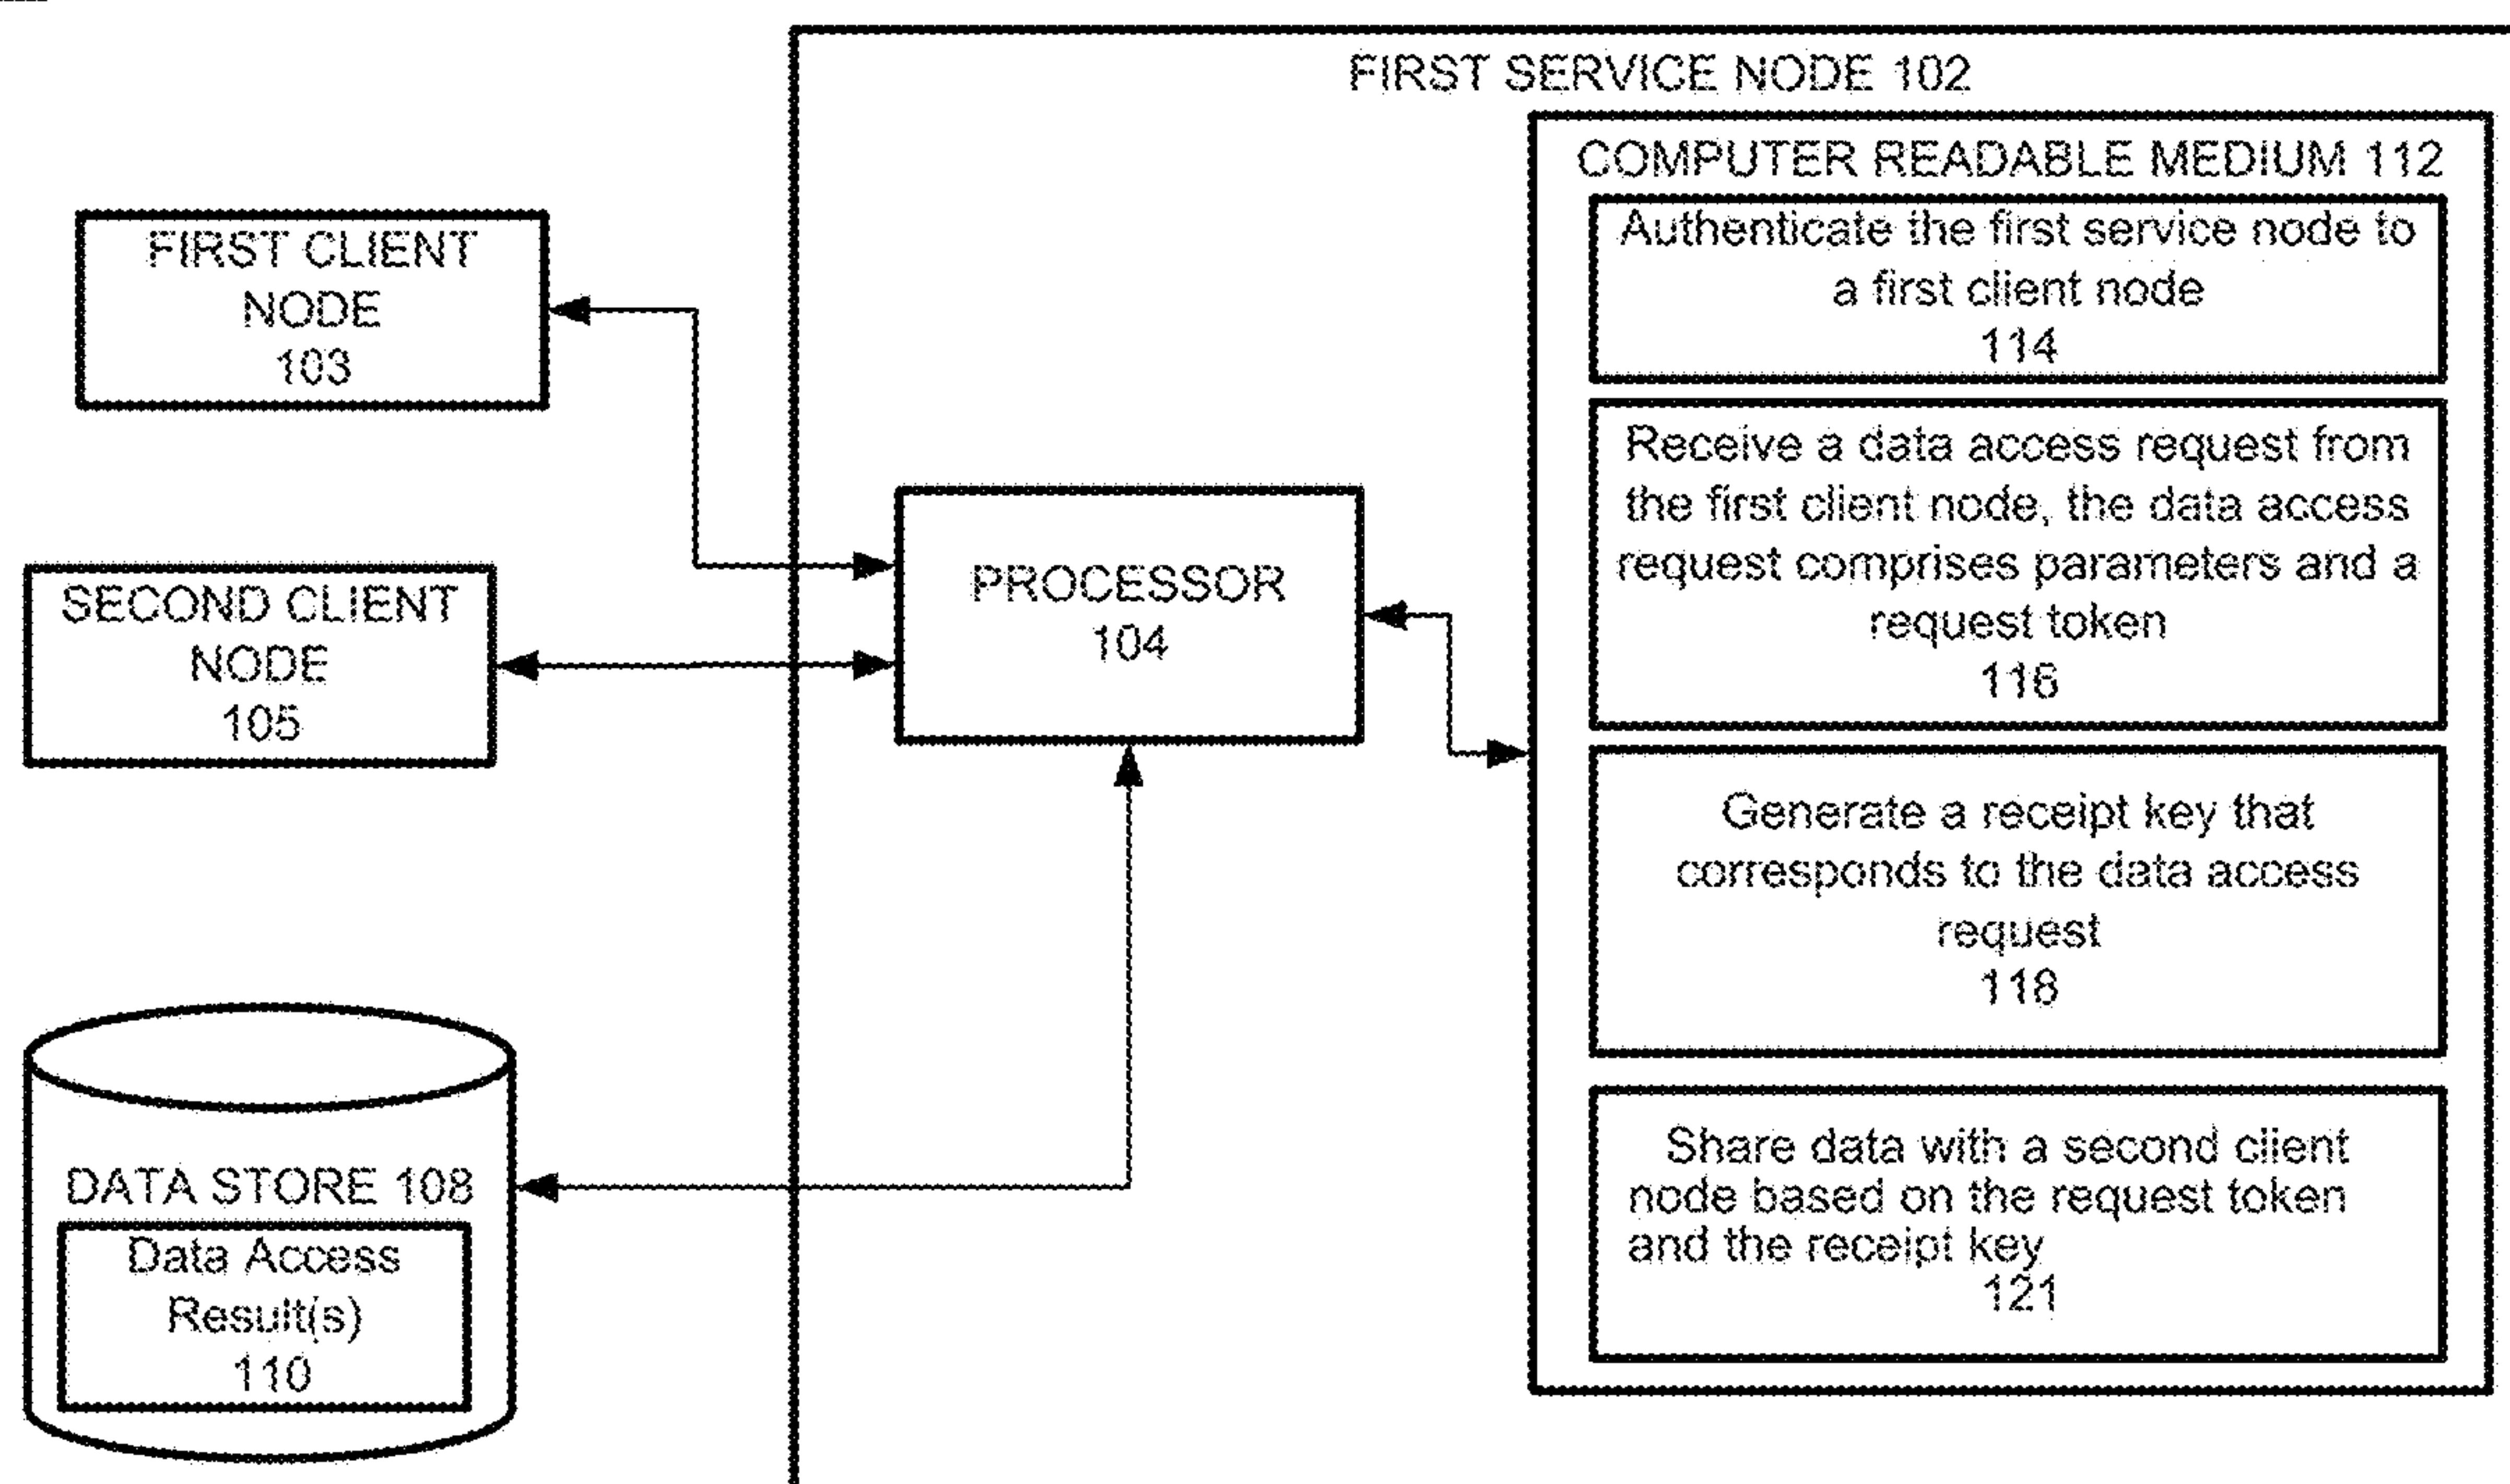 FIRST SERVICE NODE 102
COMPUTER READABLE MEDIUM 112
Authenticate the first service node to
a first client node
114
Receive a data access request from
the first client node, the data access
request comprises parameters and a
request token
116
Generate a receipt key that
corresponds to the data access
request
118
Share data with a second client
node based on the request token
and the receipt key
121
FIRST CLIENT
NODE
103
SECOND CLIENT
NODE
105
PROCESSOR
104
DATA STORE 108
Data Access
Result(s)
110